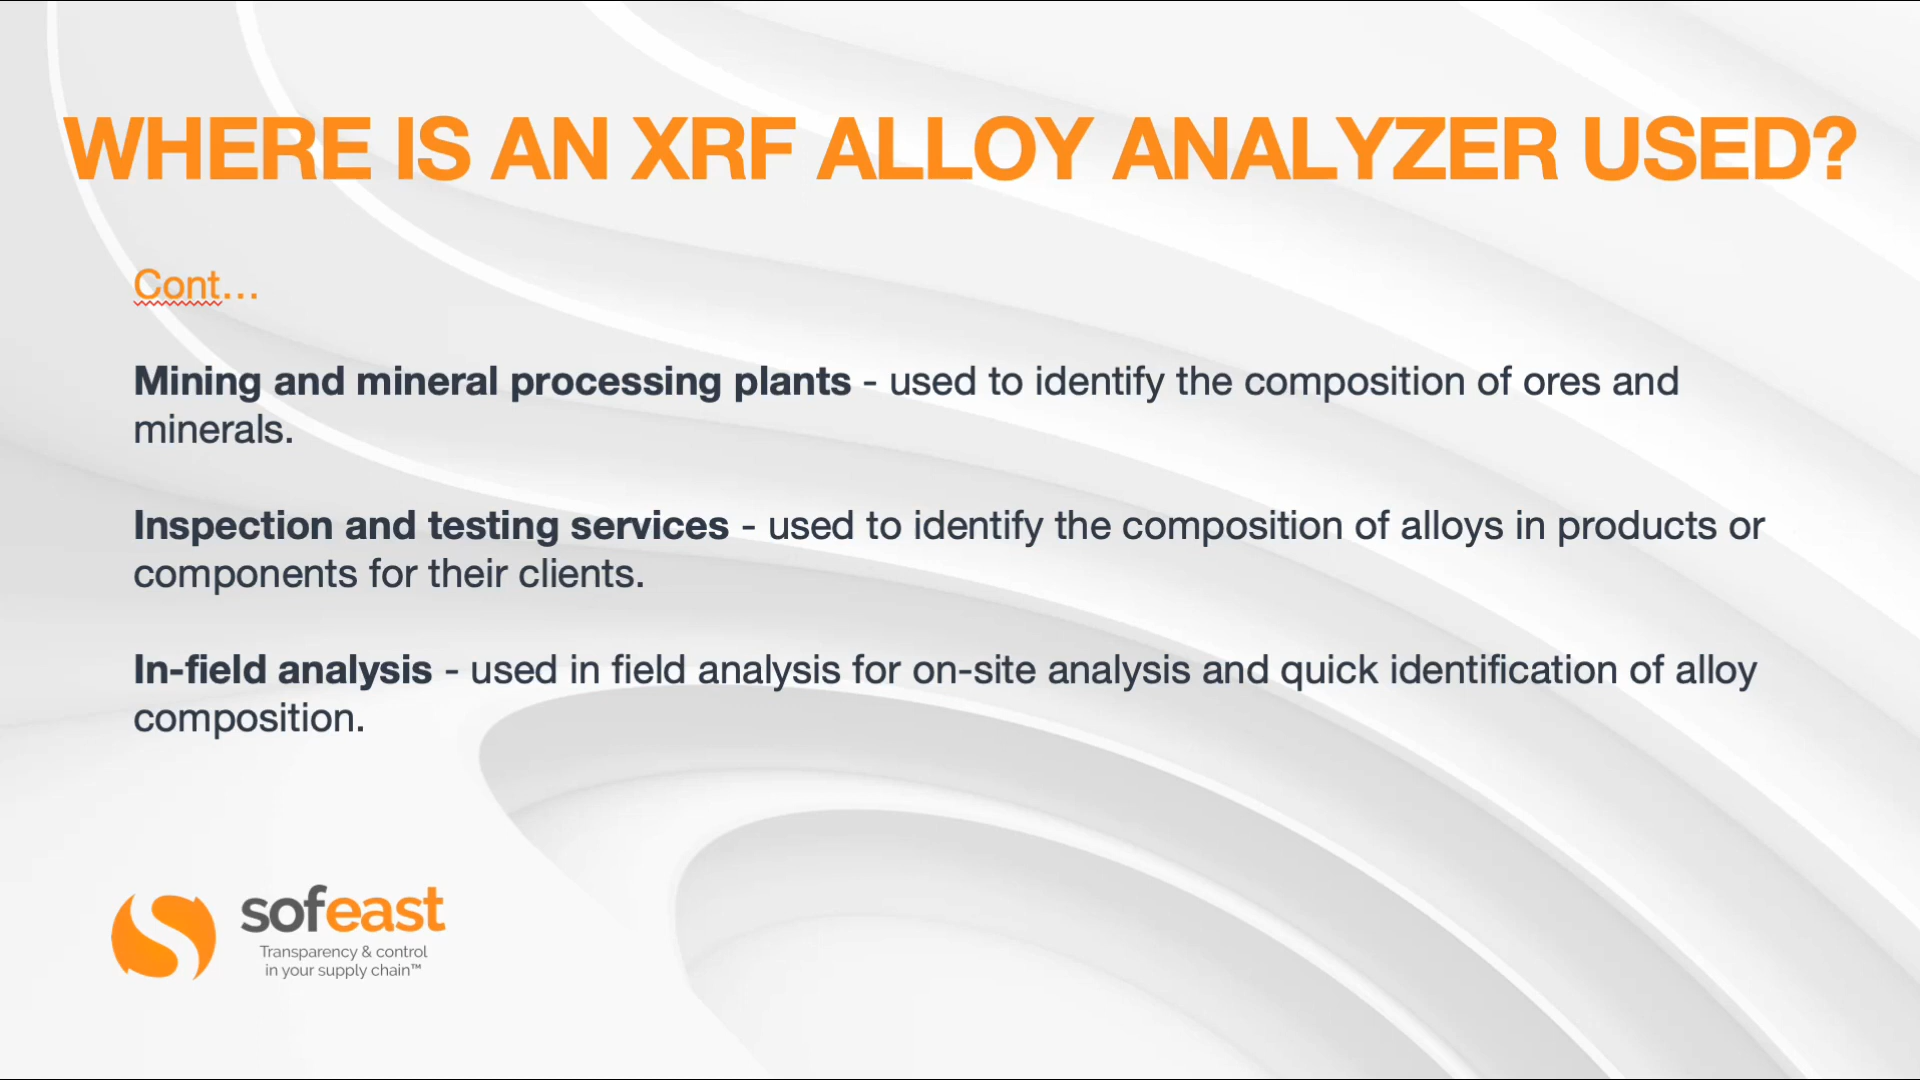 WHERE IS AN XRF ALLOY ANALYZER USED?
Cont…
Mining and mineral processing plants - used to identify the composition of ores and
minerals.
Inspection and testing services - used to identify the composition of alloys in products or
components for their clients.
In-field analysis - used in field analysis for on-site analysis and quick identification of alloy
composition.
sofeast
Transparency & control
in your supply chain™